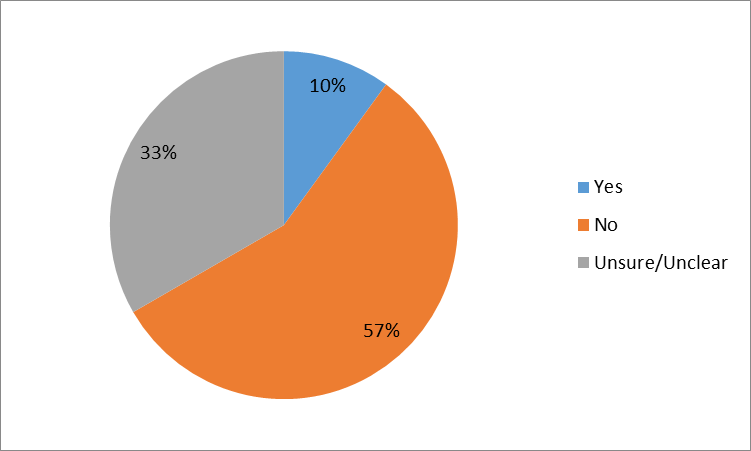 10%
33%
57%
Yes
No
Unsure/Unclear